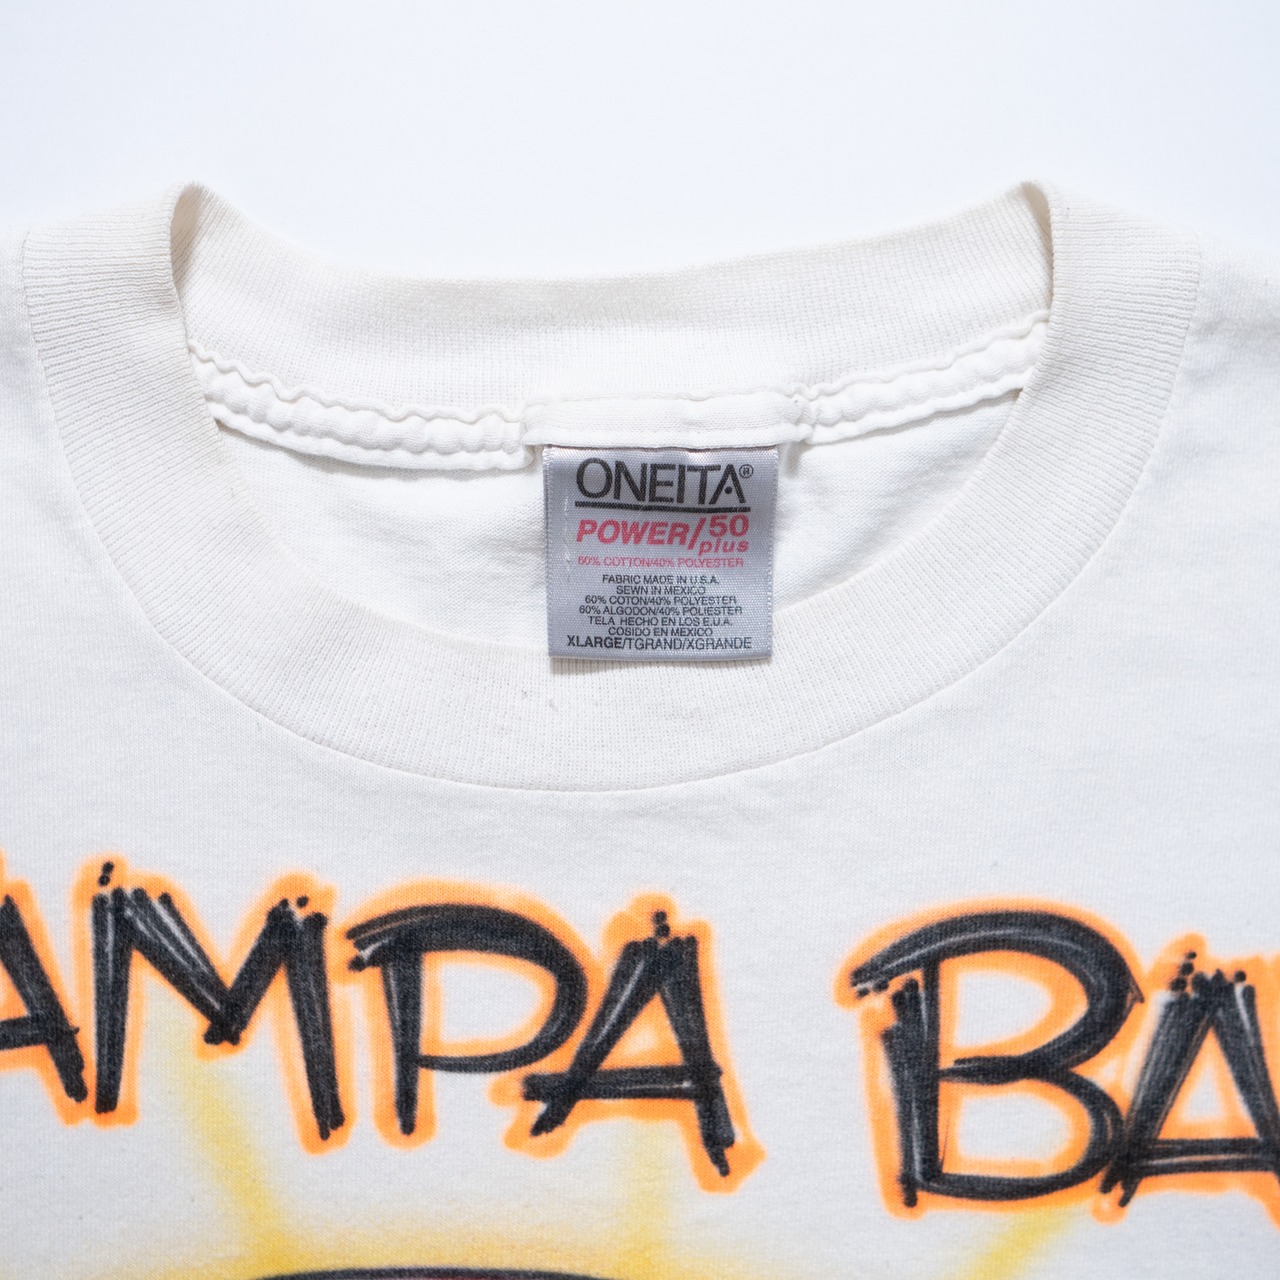 ONEITA®
POWER/50
plus
60% COTTON/40% POLYESTER
FABRIC MADE IN U.S.A.
SEWN IN MEXICO
60% COTON/40% POLYESTER
60% ALGODON/40% POLIESTER
TELA HECHO EN LOS E.U.A.
COSIDO EN MEXICO
XLARGE/TGRAND/XGRANDE
AMPA BA